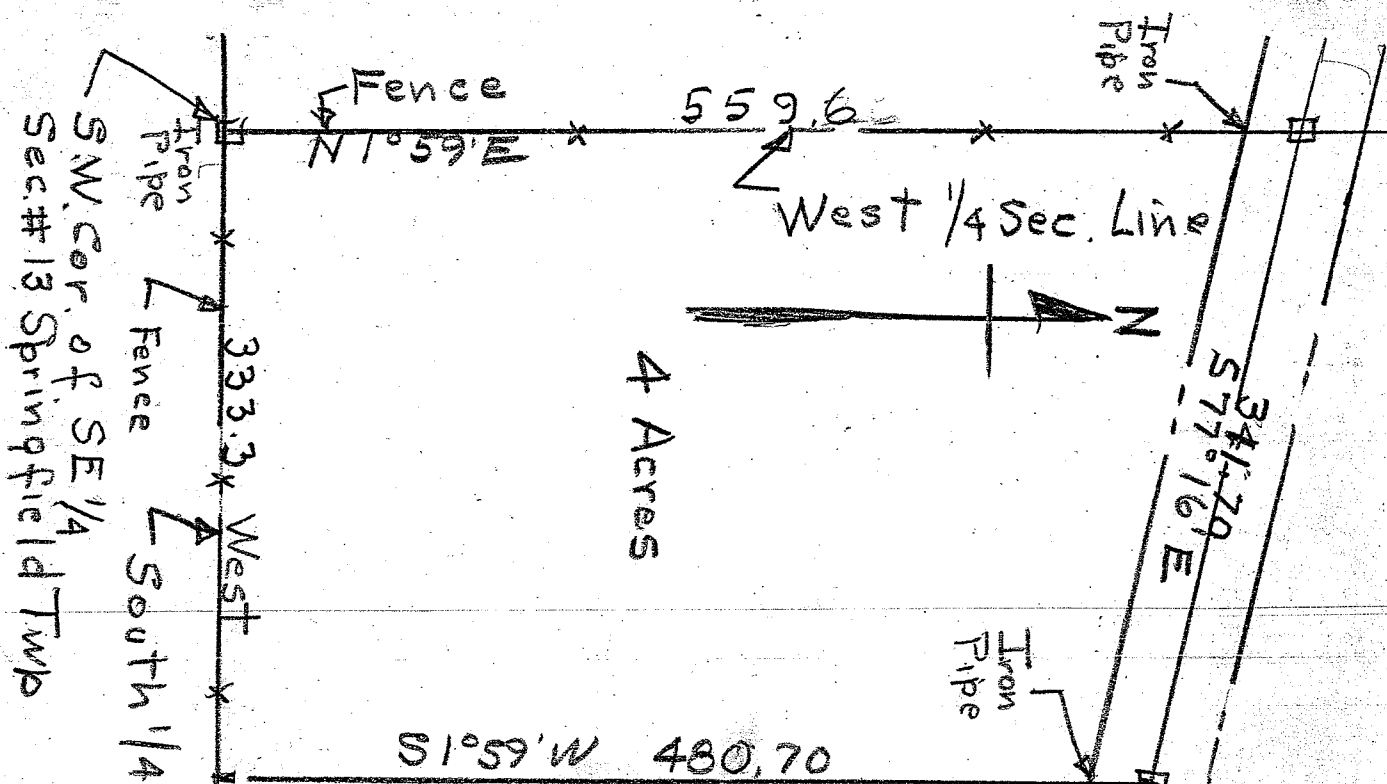 Iron
Pipe
Fence
559.6
N 1°59' E
West 1/4 Sec. Line
N
Iron
Pipe
S.W. Cor. of SE 1/4
Sec. #13 Springfield Twp
Fence
333.3 West
South 1/4
4 Acres
341.70
S 77° 16' E
Iron
Pipe
S 1°59' W 480.70